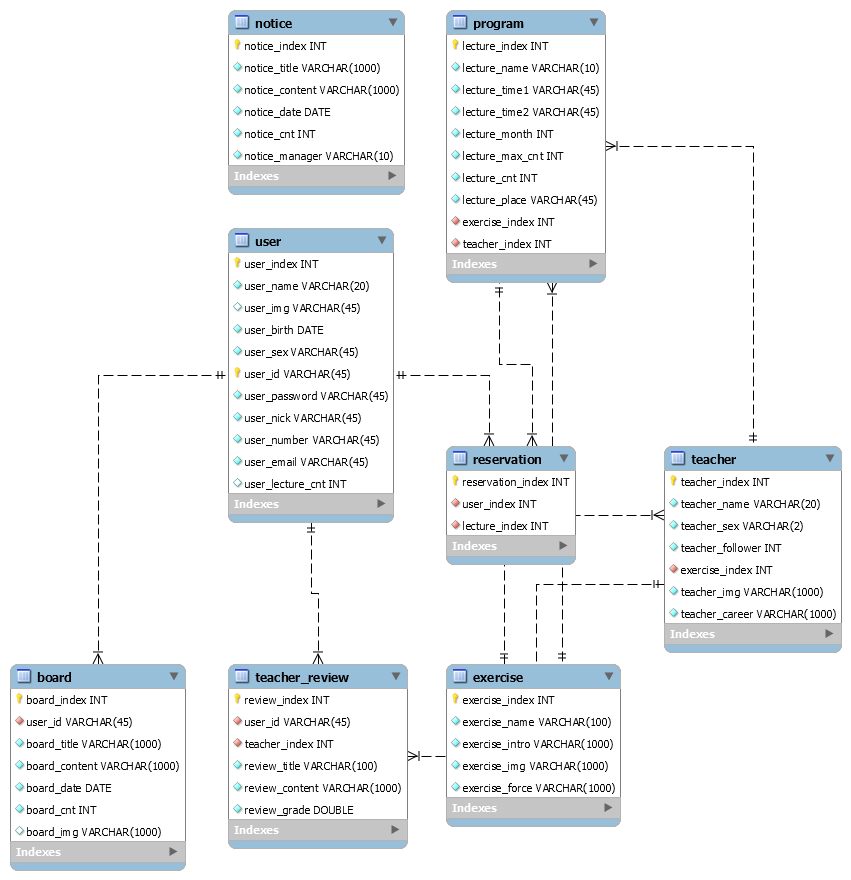 notice
notice_index INT
notice_title VARCHAR(1000)
notice_content VARCHAR(1000)
notice_date DATE
notice_cnt INT
notice_manager VARCHAR(10)
Indexes
program
lecture_index INT
lecture_name VARCHAR(10)
lecture_time1 VARCHAR(45)
lecture_time2 VARCHAR(45)
lecture_month INT
lecture_max_cnt INT
lecture_cnt INT
lecture_place VARCHAR(45)
exercise_index INT
teacher_index INT
Indexes
user
user_index INT
user_name VARCHAR(20)
user_img VARCHAR(45)
user_birth DATE
user_sex VARCHAR(45)
user_id VARCHAR(45)
user_password VARCHAR(45)
user_nick VARCHAR(45)
user_number VARCHAR(45)
user_email VARCHAR(45)
user_lecture_cnt INT
Indexes
reservation
reservation_index INT
user_index INT
lecture_index INT
Indexes
teacher
teacher_index INT
teacher_name VARCHAR(20)
teacher_sex VARCHAR(2)
teacher_follower INT
exercise_index INT
teacher_img VARCHAR(1000)
teacher_career VARCHAR(1000)
Indexes
board
board_index INT
user_id VARCHAR(45)
board_title VARCHAR(1000)
board_content VARCHAR(1000)
board_date DATE
board_cnt INT
board_img VARCHAR(1000)
Indexes
teacher_review
review_index INT
user_id VARCHAR(45)
teacher_index INT
review_title VARCHAR(100)
review_content VARCHAR(1000)
review_grade DOUBLE
Indexes
exercise
exercise_index INT
exercise_name VARCHAR(100)
exercise_intro VARCHAR(1000)
exercise_img VARCHAR(1000)
exercise_force VARCHAR(1000)
Indexes